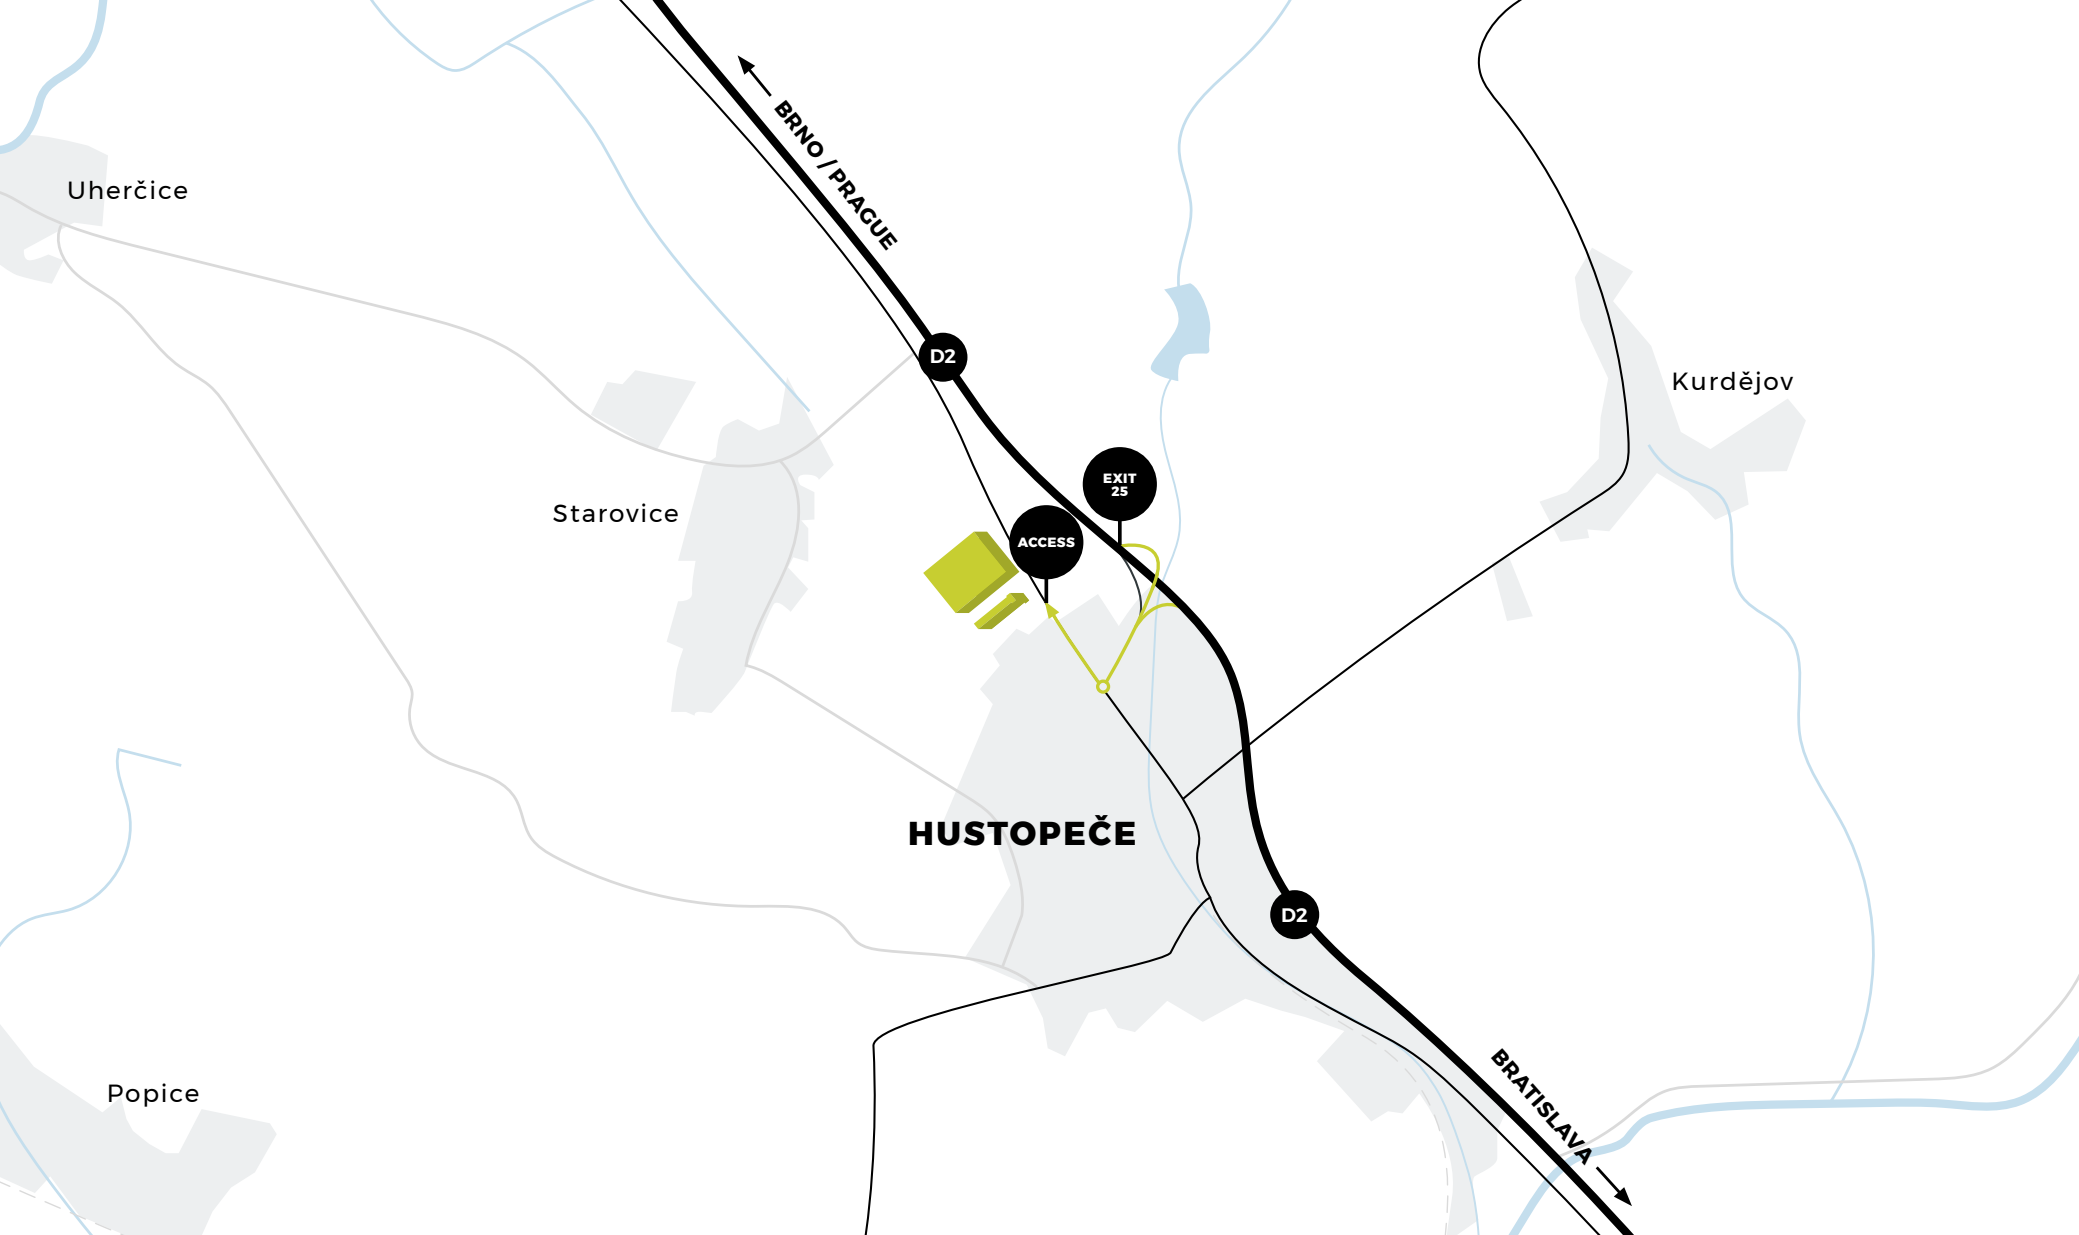 BRNO / PRAGUE
Uherčice
D2
Kurdějov
EXIT
25
Starovice
ACCESS
HUSTOPEČE
D2
BRATISLAVA
Popice